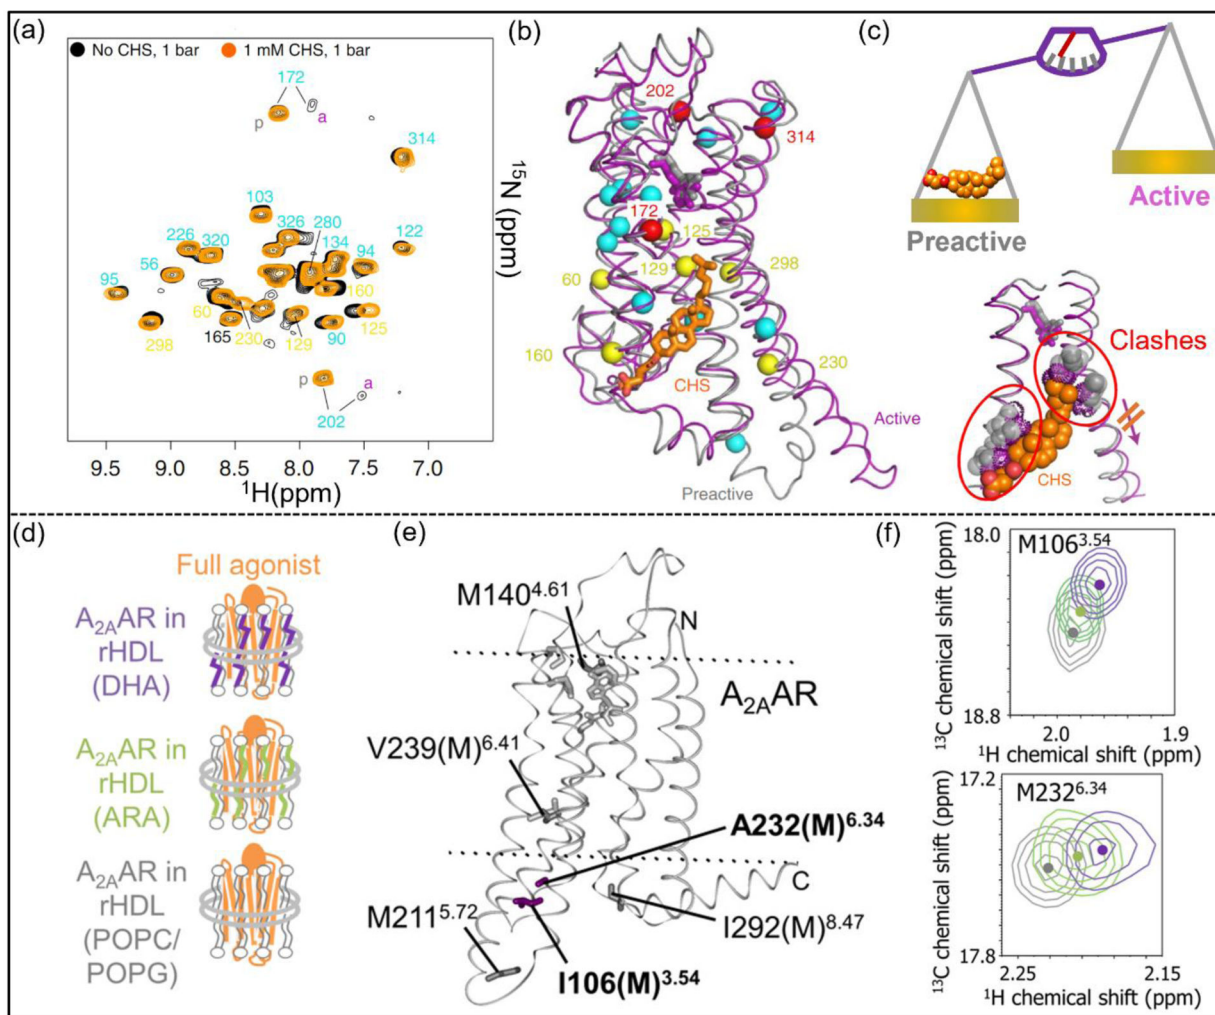 (a)
No CHS, 1 bar
1 mM CHS, 1 bar
172
p
a
314
103
326
280
134
94
122
226
320
56
95
160
60
125
298
165
230
129
90
p
a
202
9.5
9.0
8.5
8.0
7.5
7.0
¹H(ppm)
¹⁵N (ppm)
(b)
202
314
172
125
129
298
60
160
230
CHS
Active
Preactive
(c)
Active
Preactive
Clashes
CHS
(d)
Full agonist
A₂ₐAR in
rHDL
(DHA)
A₂ₐAR in
rHDL
(ARA)
A₂ₐAR in
rHDL
(POPC/
POPG)
(e)
M140⁴·⁶¹
N
A₂ₐAR
V239(M)⁶·⁴¹
A232(M)⁶·³⁴
C
M211⁵·⁷²
I292(M)⁸·⁴⁷
I106(M)³·⁵⁴
(f)
18.0
M106³·⁵⁴
¹³C chemical shift (ppm)
18.8
2.0
1.9
¹H chemical shift (ppm)
17.2
M232⁶·³⁴
¹³C chemical shift (ppm)
17.8
2.25
2.15
¹H chemical shift (ppm)